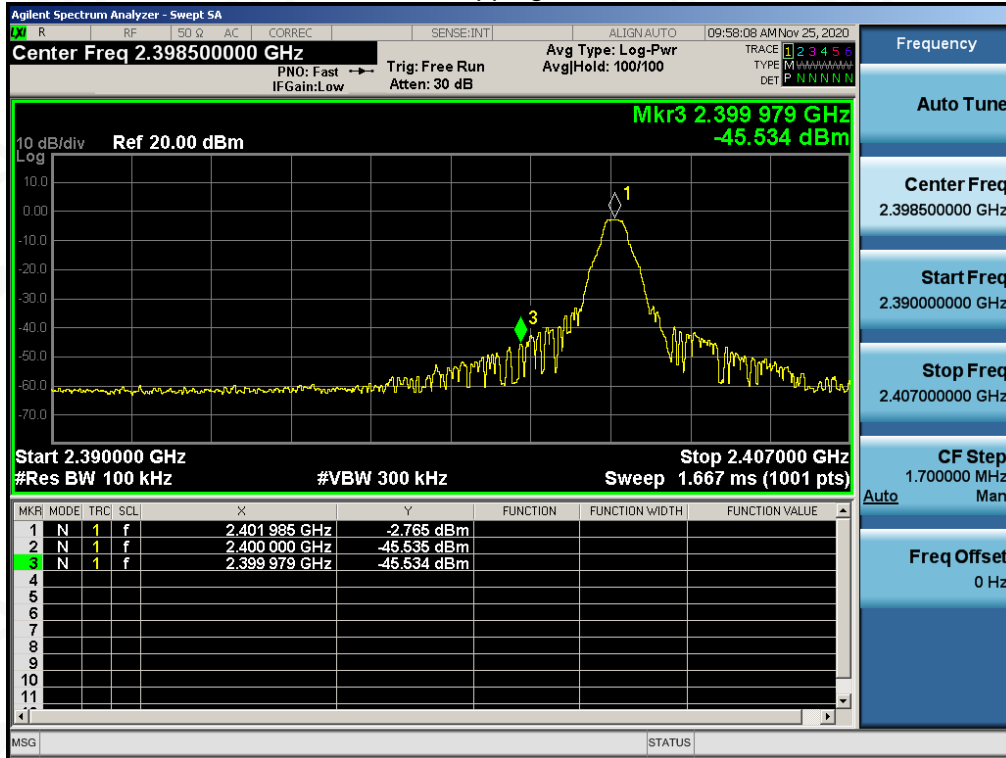 Agilent Spectrum Analyzer - Swept SA
LXI R RF 50 Ω AC CORREC SENSE:INT ALIGN AUTO 09:58:08 AM Nov 25, 2020
Center Freq 2.398500000 GHz
PNO: Fast
IFGain:Low
Trig: Free Run
Atten: 30 dB
Avg Type: Log-Pwr
Avg|Hold: 100/100
TRACE 1 2 3 4 5 6
TYPE M WWWWW
DET P N N N N N
Mkr3 2.399 979 GHz
-45.534 dBm
10 dB/div Ref 20.00 dBm
Log
10.0
0.00
-10.0
-20.0
-30.0
-40.0
-50.0
-60.0
-70.0
1
3
Start 2.390000 GHz Stop 2.407000 GHz
#Res BW 100 kHz #VBW 300 kHz Sweep 1.667 ms (1001 pts)
MKR MODE TRC SCL X Y FUNCTION FUNCTION WIDTH FUNCTION VALUE
1 N 1 f 2.401 985 GHz -2.765 dBm
2 N 1 f 2.400 000 GHz -45.535 dBm
3 N 1 f 2.399 979 GHz -45.534 dBm
4
5
6
7
8
9
10
11
MSG STATUS
Frequency
Auto Tune
Center Freq
2.398500000 GHz
Start Freq
2.390000000 GHz
Stop Freq
2.407000000 GHz
CF Step
1.700000 MHz
Auto Man
Freq Offset
0 Hz